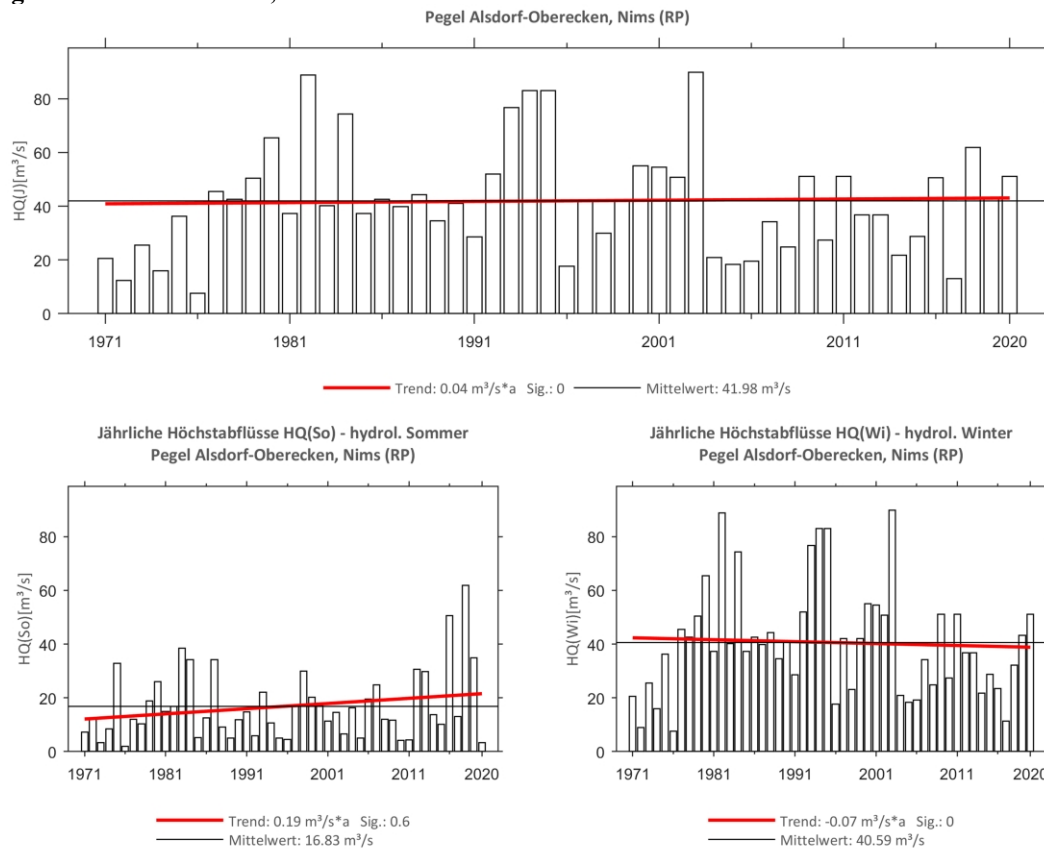 Pegel Alsdorf-Oberecken, Nims (RP)
HQ(J)[m³/s]
80
60
40
20
0
1971 1981 1991 2001 2011 2020
Trend: 0.04 m³/s*a Sig.: 0 Mittelwert: 41.98 m³/s
Jährliche Höchstabflüsse HQ(So) - hydrol. Sommer
Pegel Alsdorf-Oberecken, Nims (RP)
HQ(So)[m³/s]
80
60
40
20
0
1971 1981 1991 2001 2011 2020
Trend: 0.19 m³/s*a Sig.: 0.6
Mittelwert: 16.83 m³/s
Jährliche Höchstabflüsse HQ(Wi) - hydrol. Winter
Pegel Alsdorf-Oberecken, Nims (RP)
HQ(Wi)[m³/s]
80
60
40
20
0
1971 1981 1991 2001 2011 2020
Trend: -0.07 m³/s*a Sig.: 0
Mittelwert: 40.59 m³/s